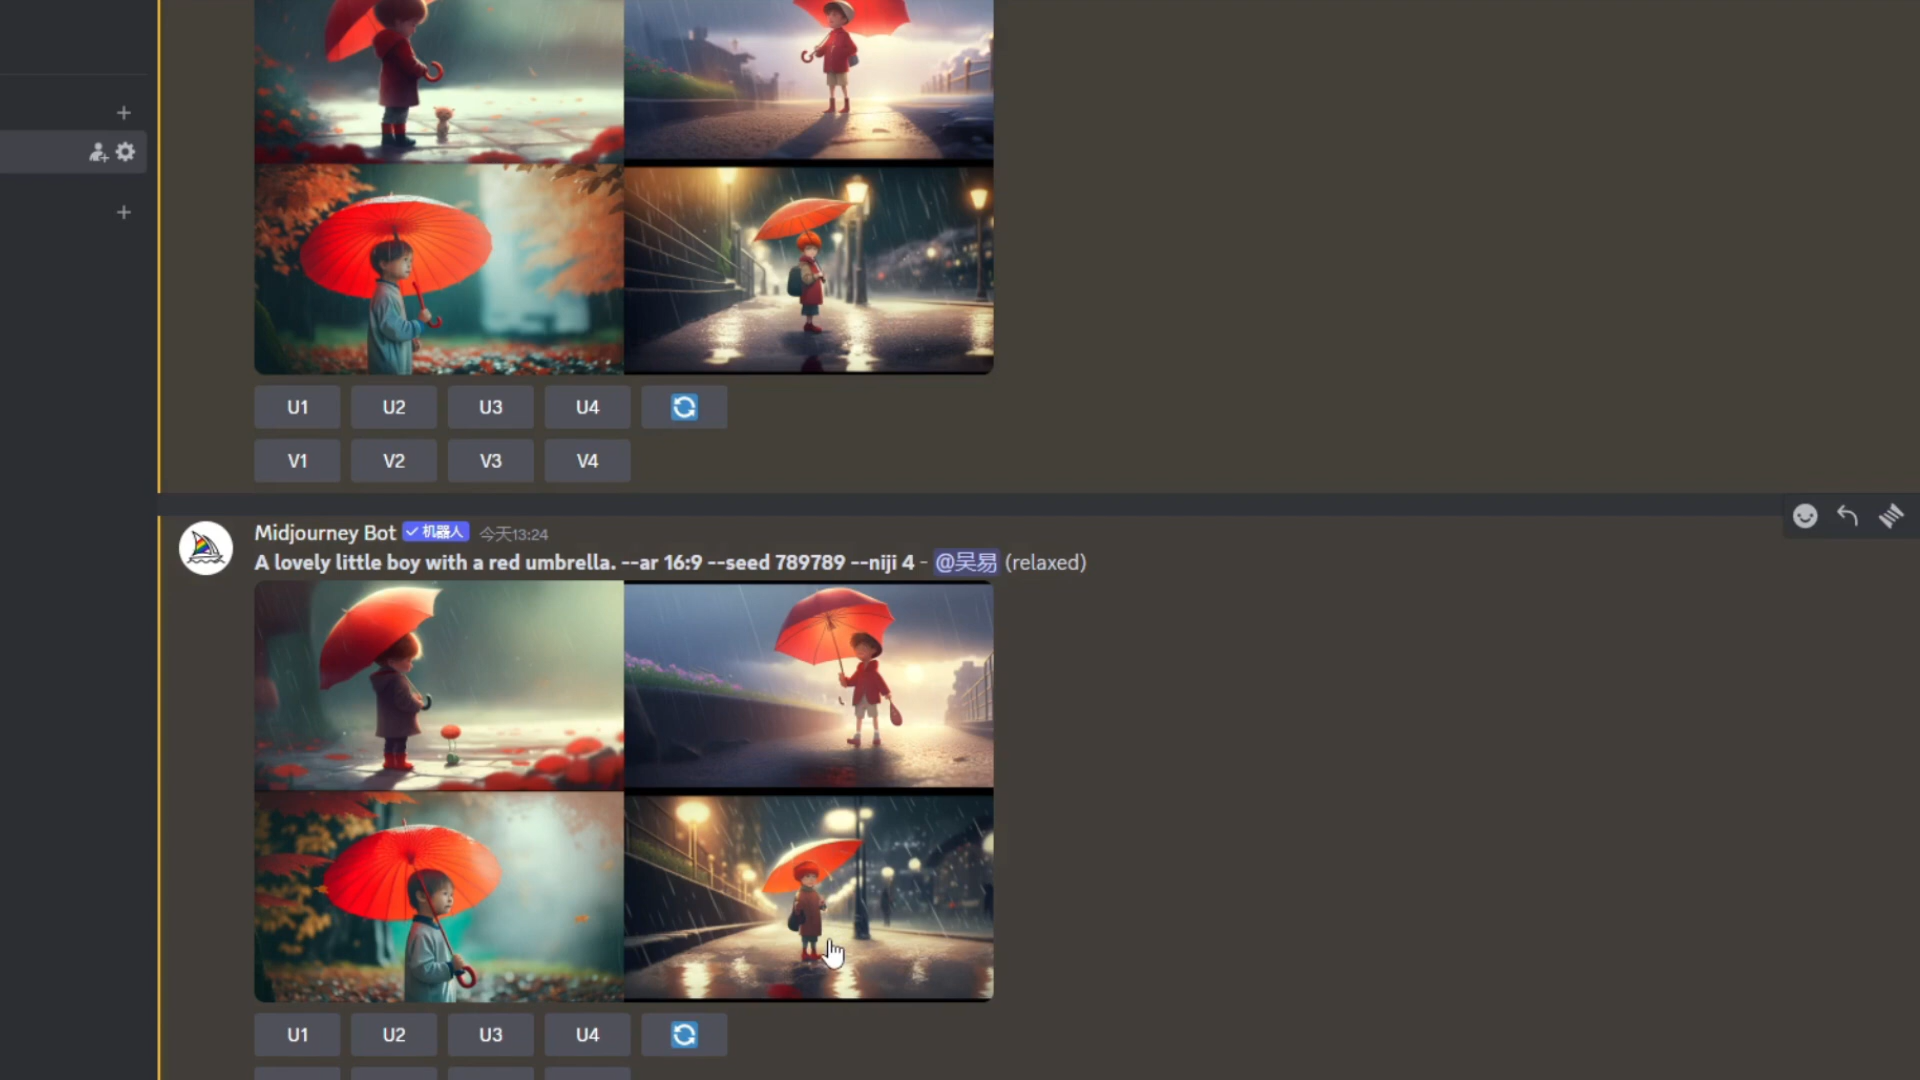 U1 U2 U3 U4
V1 V2 V3 V4
Midjourney Bot 机器人 今天13:24
A lovely little boy with a red umbrella. --ar 16:9 --seed 789789 --niji 4 - @吴易 (relaxed)
U1 U2 U3 U4